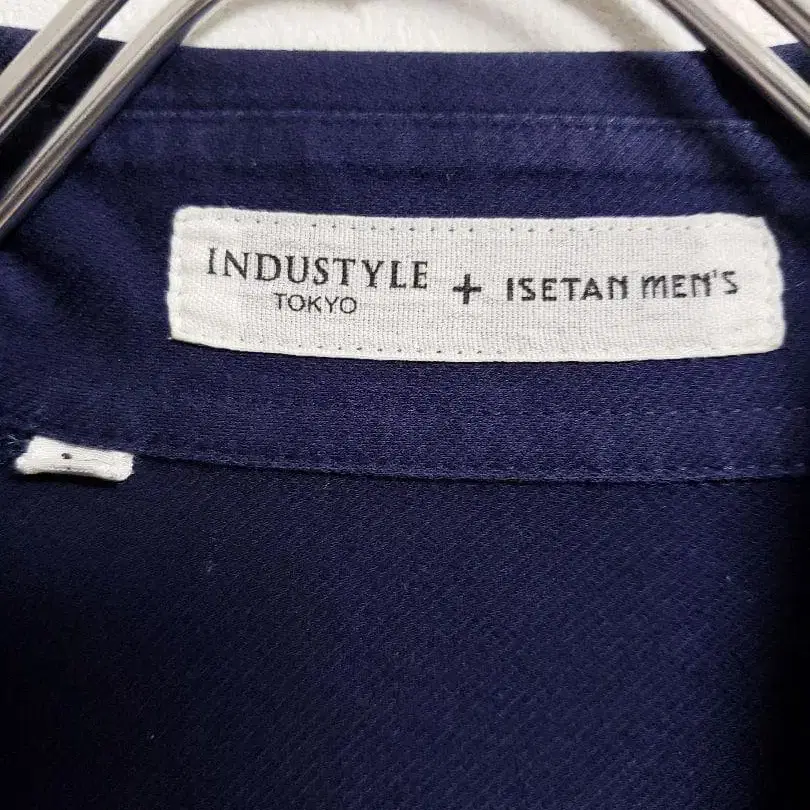 INDUSTYLE + ISETAN MEN'S
TOKYO